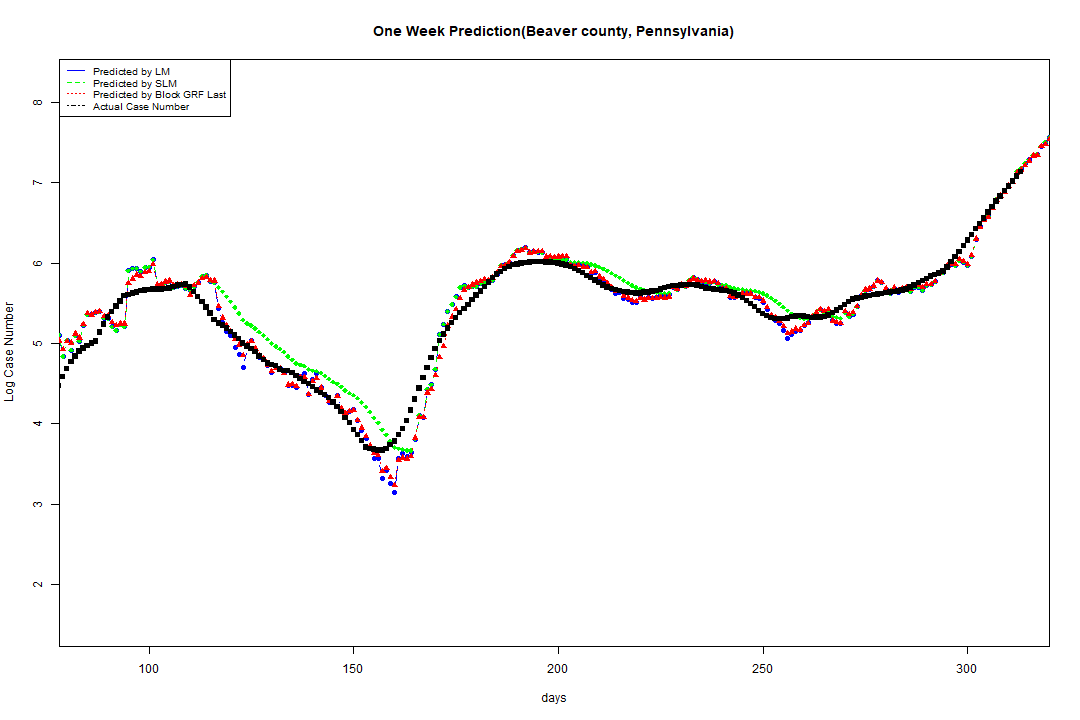 One Week Prediction(Beaver county, Pennsylvania)
Predicted by LM
Predicted by SLM
Predicted by Block GRF Last
Actual Case Number
Log Case Number
8
7
6
5
4
3
2
100 150 200 250 300
days